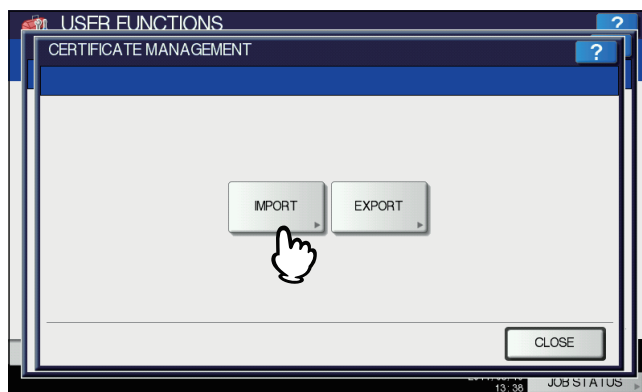 USER FUNCTIONS
?
CERTIFICATE MANAGEMENT
?
IMPORT
EXPORT
CLOSE
13:38
JOB STATUS